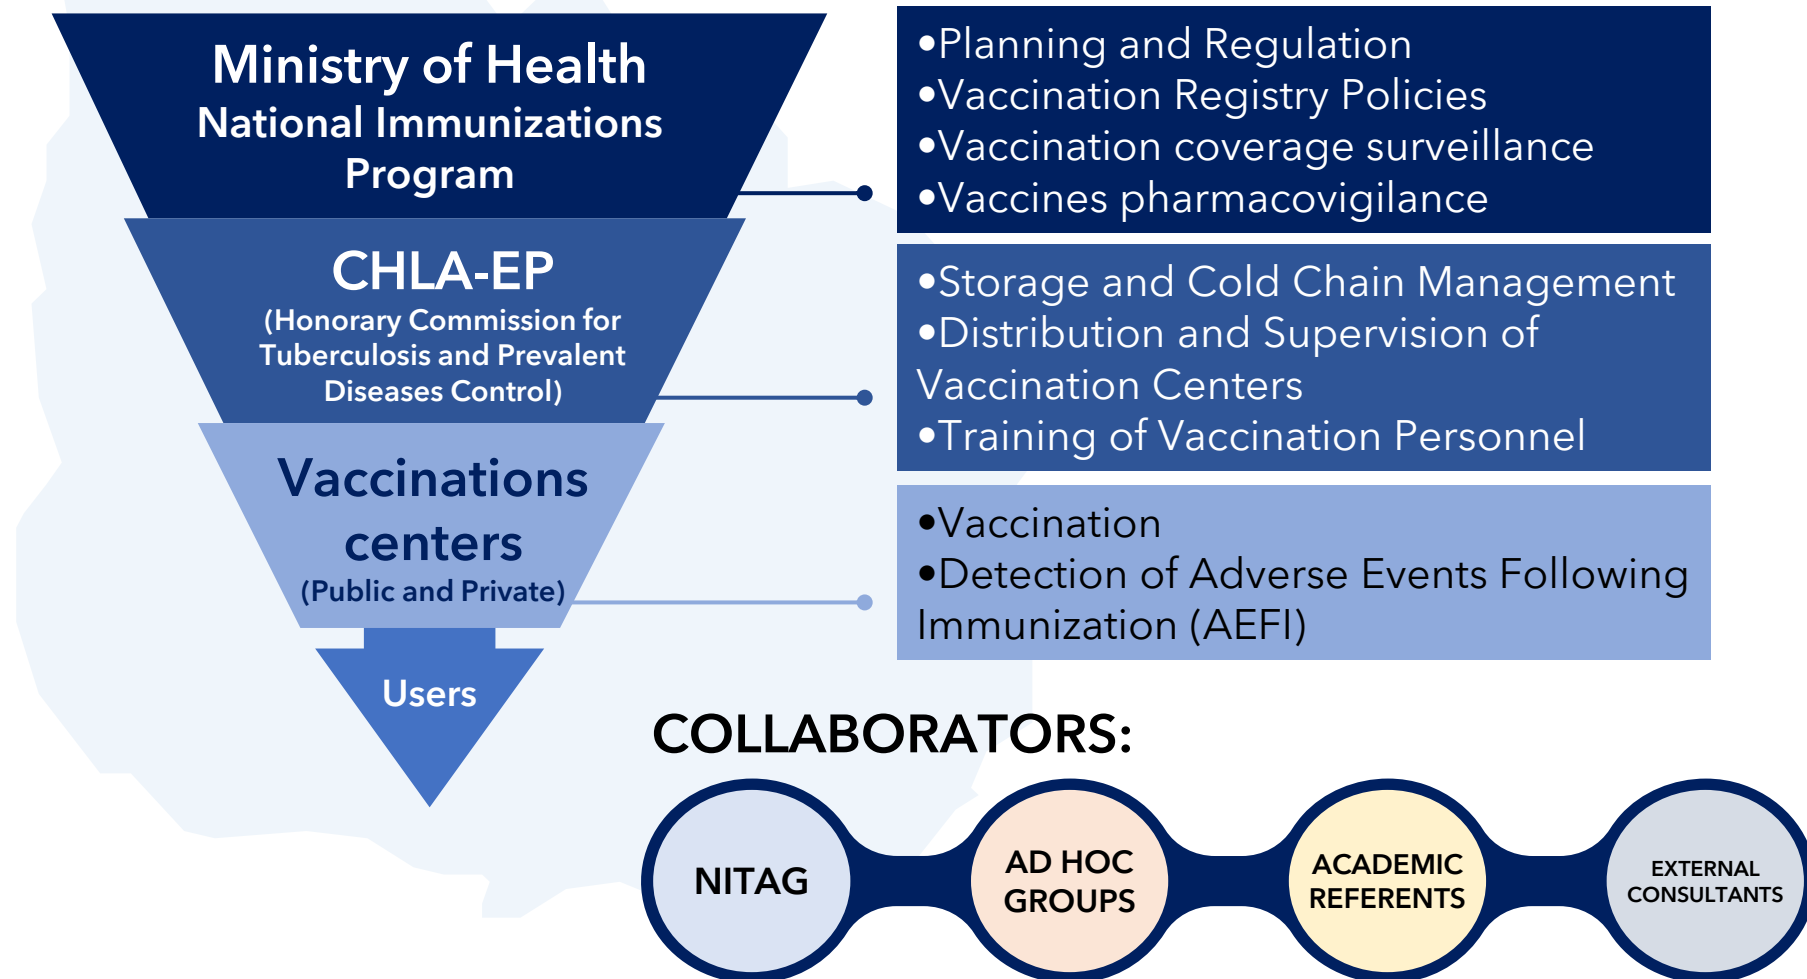 Ministry of Health
National Immunizations
Program
•Planning and Regulation
•Vaccination Registry Policies
•Vaccination coverage surveillance
•Vaccines pharmacovigilance
CHLA-EP
(Honorary Commission for
Tuberculosis and Prevalent
Diseases Control)
•Storage and Cold Chain Management
•Distribution and Supervision of
Vaccination Centers
•Training of Vaccination Personnel
Vaccinations
centers
(Public and Private)
•Vaccination
•Detection of Adverse Events Following
Immunization (AEFI)
Users
COLLABORATORS:
NITAG
AD HOC
GROUPS
ACADEMIC
REFERENTS
EXTERNAL
CONSULTANTS